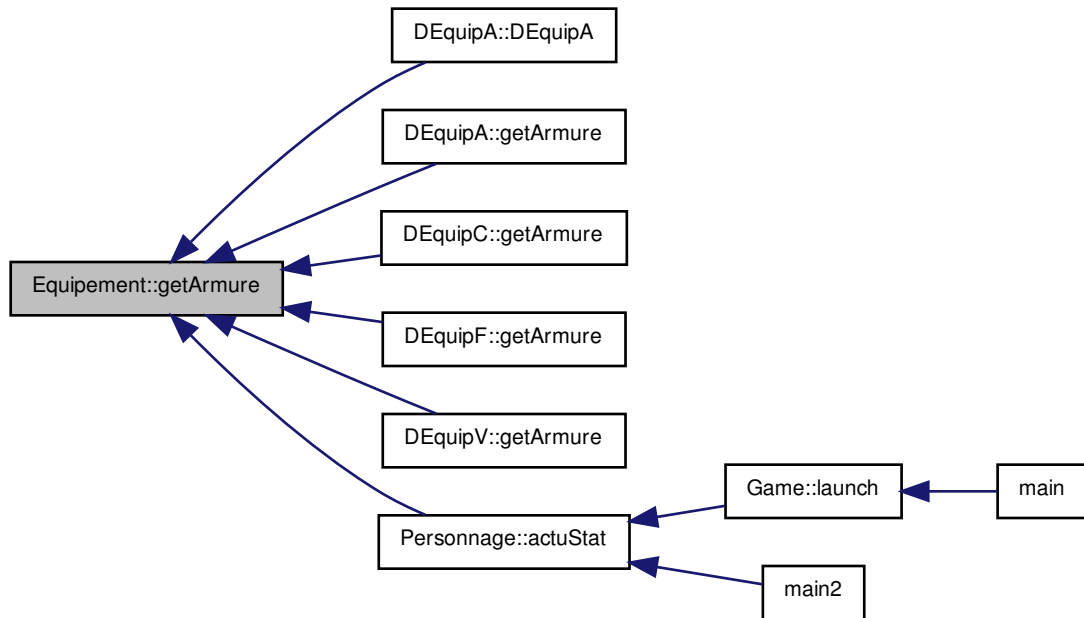 DEquipA::DEquipA
DEquipA::getArmure
DEquipC::getArmure
Equipement::getArmure
DEquipF::getArmure
DEquipV::getArmure
Game::launch
main
Personnage::actuStat
main2